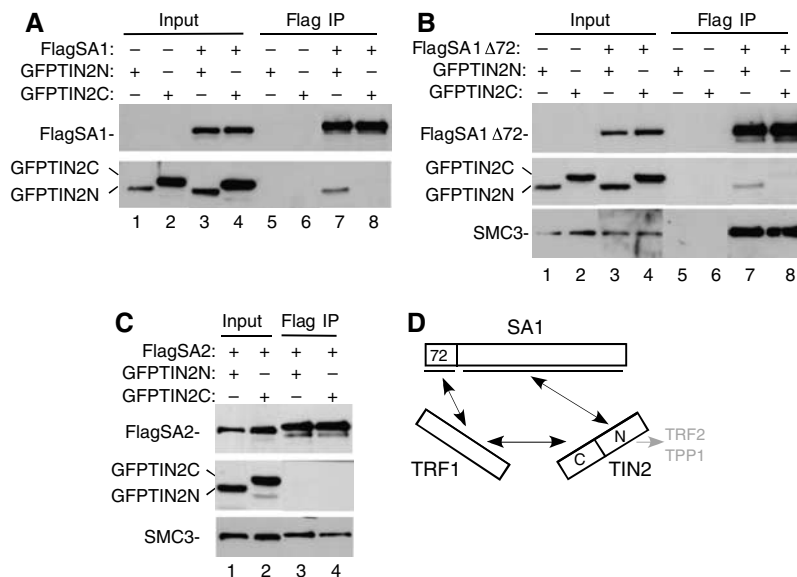 A
Input Flag IP
FlagSA1: – – + + – – + +
GFPTIN2N: + – + – + – + –
GFPTIN2C: – + – + – + – +
FlagSA1-
GFPTIN2C
GFPTIN2N
1 2 3 4 5 6 7 8
B
Input Flag IP
FlagSA1 Δ72: – – + + – – + +
GFPTIN2N: + – + – + – + –
GFPTIN2C: – + – + – + – +
FlagSA1 Δ72-
GFPTIN2C
GFPTIN2N
SMC3-
1 2 3 4 5 6 7 8
C
Input Flag IP
FlagSA2: + + + +
GFPTIN2N: + – + –
GFPTIN2C: – + – +
FlagSA2-
GFPTIN2C
GFPTIN2N
SMC3-
1 2 3 4
D
SA1
72
TRF1
C N
TIN2
TRF2
TPP1